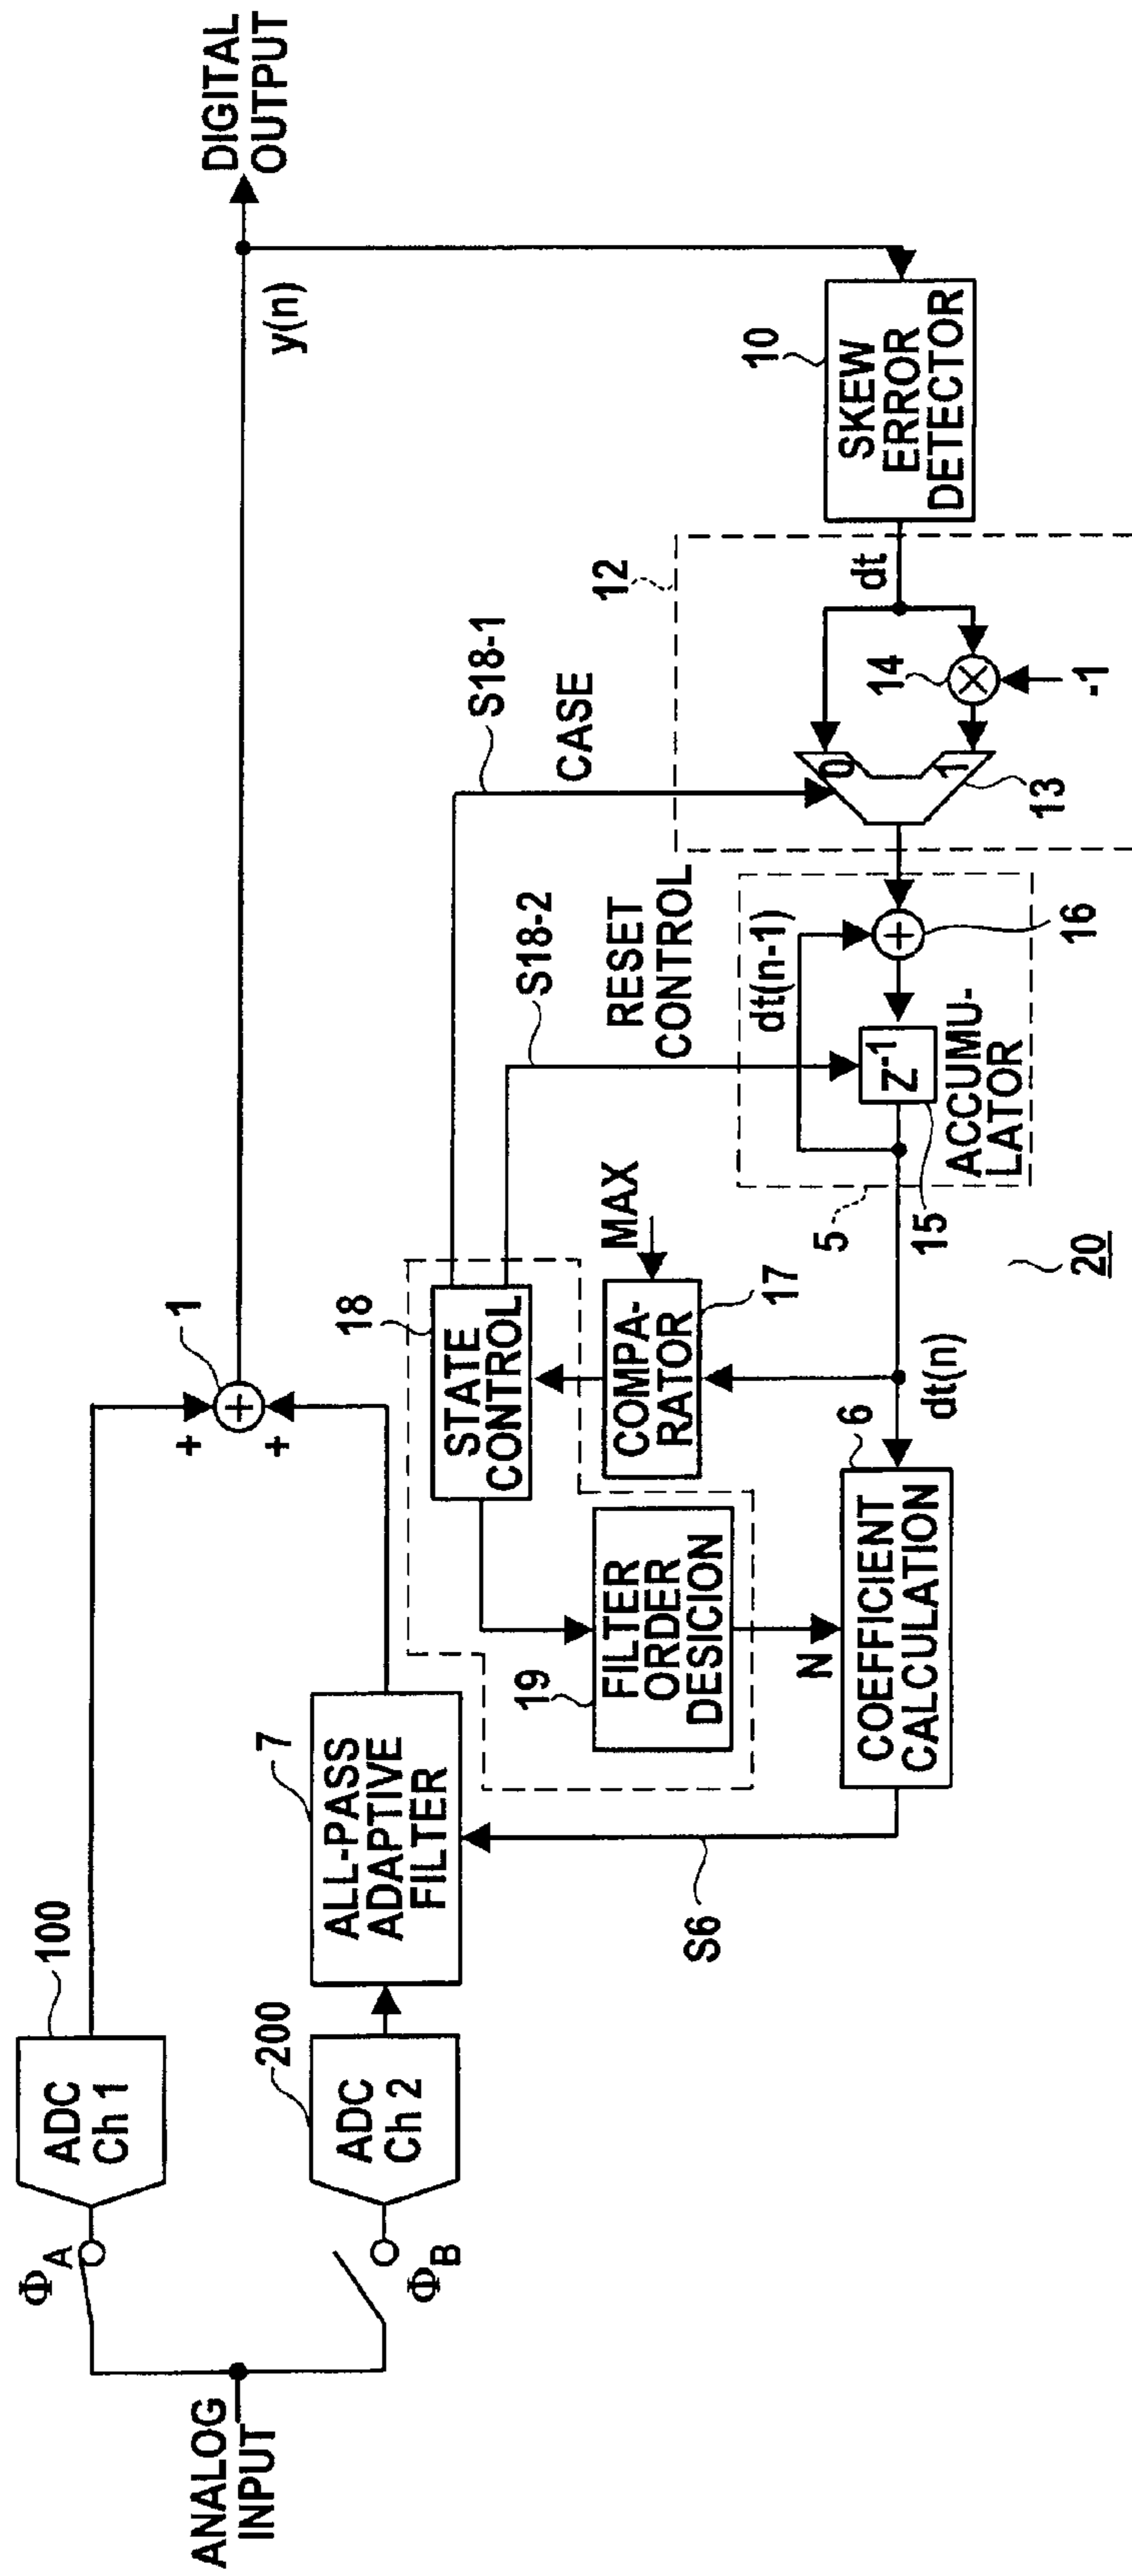 ANALOG
INPUT
Φ A
Φ B
ADC
Ch 1
100
ADC
Ch 2
200
ALL-PASS
ADAPTIVE
FILTER
7
1
+
+
+
y(n)
DIGITAL
OUTPUT
STATE
CONTROL
18
FILTER
ORDER
DESICION
19
COMPA-
RATOR
17
MAX
N
S6
COEFFICIENT
CALCULATION
6
dt(n)
S18-1
CASE
S18-2
RESET
CONTROL
dt(n-1)
Z-1
15
+
16
ACCUMU-
LATOR
5
12
0
1
13
14
-1
dt
SKEW
ERROR
DETECTOR
10
20